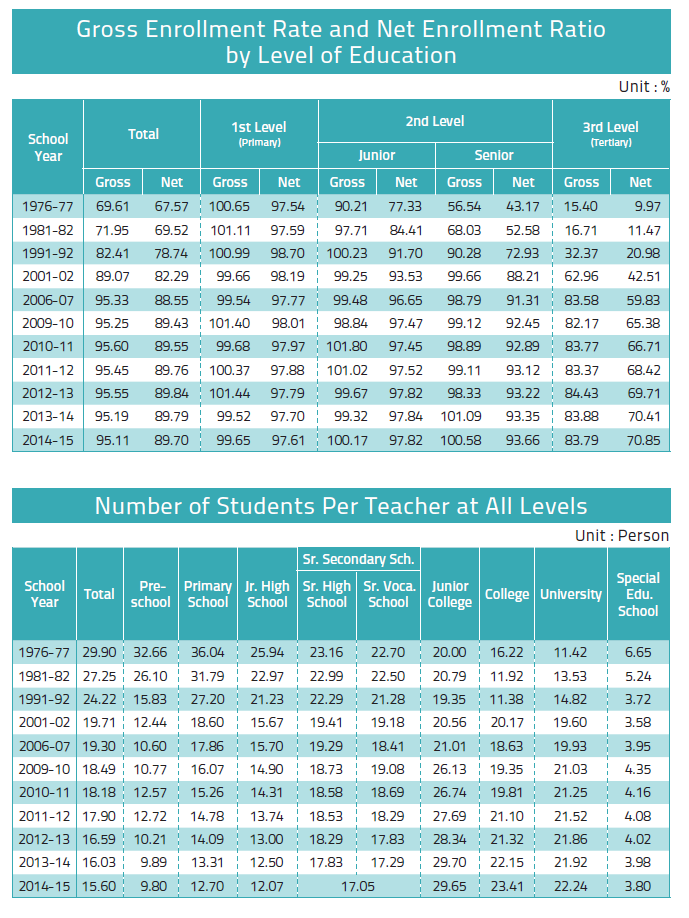 Gross Enrollment Rate and Net Enrollment Ratio
by Level of Education
Unit : %
School Year Total 1st Level (Primary) 2nd Level 3rd Level (Tertiary)
Junior Senior
Gross Net Gross Net Gross Net Gross Net Gross Net
1976-77 69.61 67.57 100.65 97.54 90.21 77.33 56.54 43.17 15.40 9.97
1981-82 71.95 69.52 101.11 97.59 97.71 84.41 68.03 52.58 16.71 11.47
1991-92 82.41 78.74 100.99 98.70 100.23 91.70 90.28 72.93 32.37 20.98
2001-02 89.07 82.29 99.66 98.19 99.25 93.53 99.66 88.21 62.96 42.51
2006-07 95.33 88.55 99.54 97.77 99.48 96.65 98.79 91.31 83.58 59.83
2009-10 95.25 89.43 101.40 98.01 98.84 97.47 99.12 92.45 82.17 65.38
2010-11 95.60 89.55 99.68 97.97 101.80 97.45 98.89 92.89 83.77 66.71
2011-12 95.45 89.76 100.37 97.88 101.02 97.52 99.11 93.12 83.37 68.42
2012-13 95.55 89.84 101.44 97.79 99.67 97.82 98.33 93.22 84.43 69.71
2013-14 95.19 89.79 99.52 97.70 99.32 97.84 101.09 93.35 83.88 70.41
2014-15 95.11 89.70 99.65 97.61 100.17 97.82 100.58 93.66 83.79 70.85
Number of Students Per Teacher at All Levels
Unit : Person
School Year Total Pre-school Primary School Jr. High School Sr. Secondary Sch. Junior College College University Special Edu. School
Sr. High School Sr. Voca. School
1976-77 29.90 32.66 36.04 25.94 23.16 22.70 20.00 16.22 11.42 6.65
1981-82 27.25 26.10 31.79 22.97 22.99 22.50 20.79 11.92 13.53 5.24
1991-92 24.22 15.83 27.20 21.23 22.29 21.28 19.35 11.38 14.82 3.72
2001-02 19.71 12.44 18.60 15.67 19.41 19.18 20.56 20.17 19.60 3.58
2006-07 19.30 10.60 17.86 15.70 19.29 18.41 21.01 18.63 19.93 3.95
2009-10 18.49 10.77 16.07 14.90 18.73 19.08 26.13 19.35 21.03 4.35
2010-11 18.18 12.57 15.26 14.31 18.58 18.69 26.74 19.81 21.25 4.16
2011-12 17.90 12.72 14.78 13.74 18.53 18.29 27.69 21.10 21.52 4.08
2012-13 16.59 10.21 14.09 13.00 18.29 17.83 28.34 21.32 21.86 4.02
2013-14 16.03 9.89 13.31 12.50 17.83 17.29 29.70 22.15 21.92 3.98
2014-15 15.60 9.80 12.70 12.07 17.05 29.65 23.41 22.24 3.80